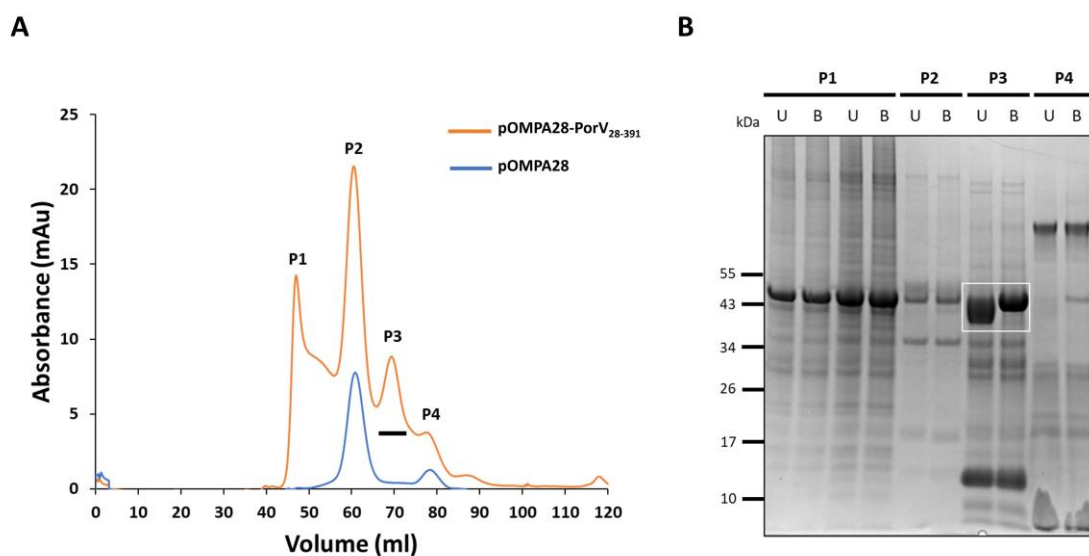 A
Absorbance (mAu)
25
20
15
10
5
0
P1
P2
P3
P4
pOMPA28-PorV28-391
pOMPA28
0 10 20 30 40 50 60 70 80 90 100 110 120
Volume (ml)
B
P1 P2 P3 P4
kDa U B U B U B U B U B
55
43
34
26
17
10